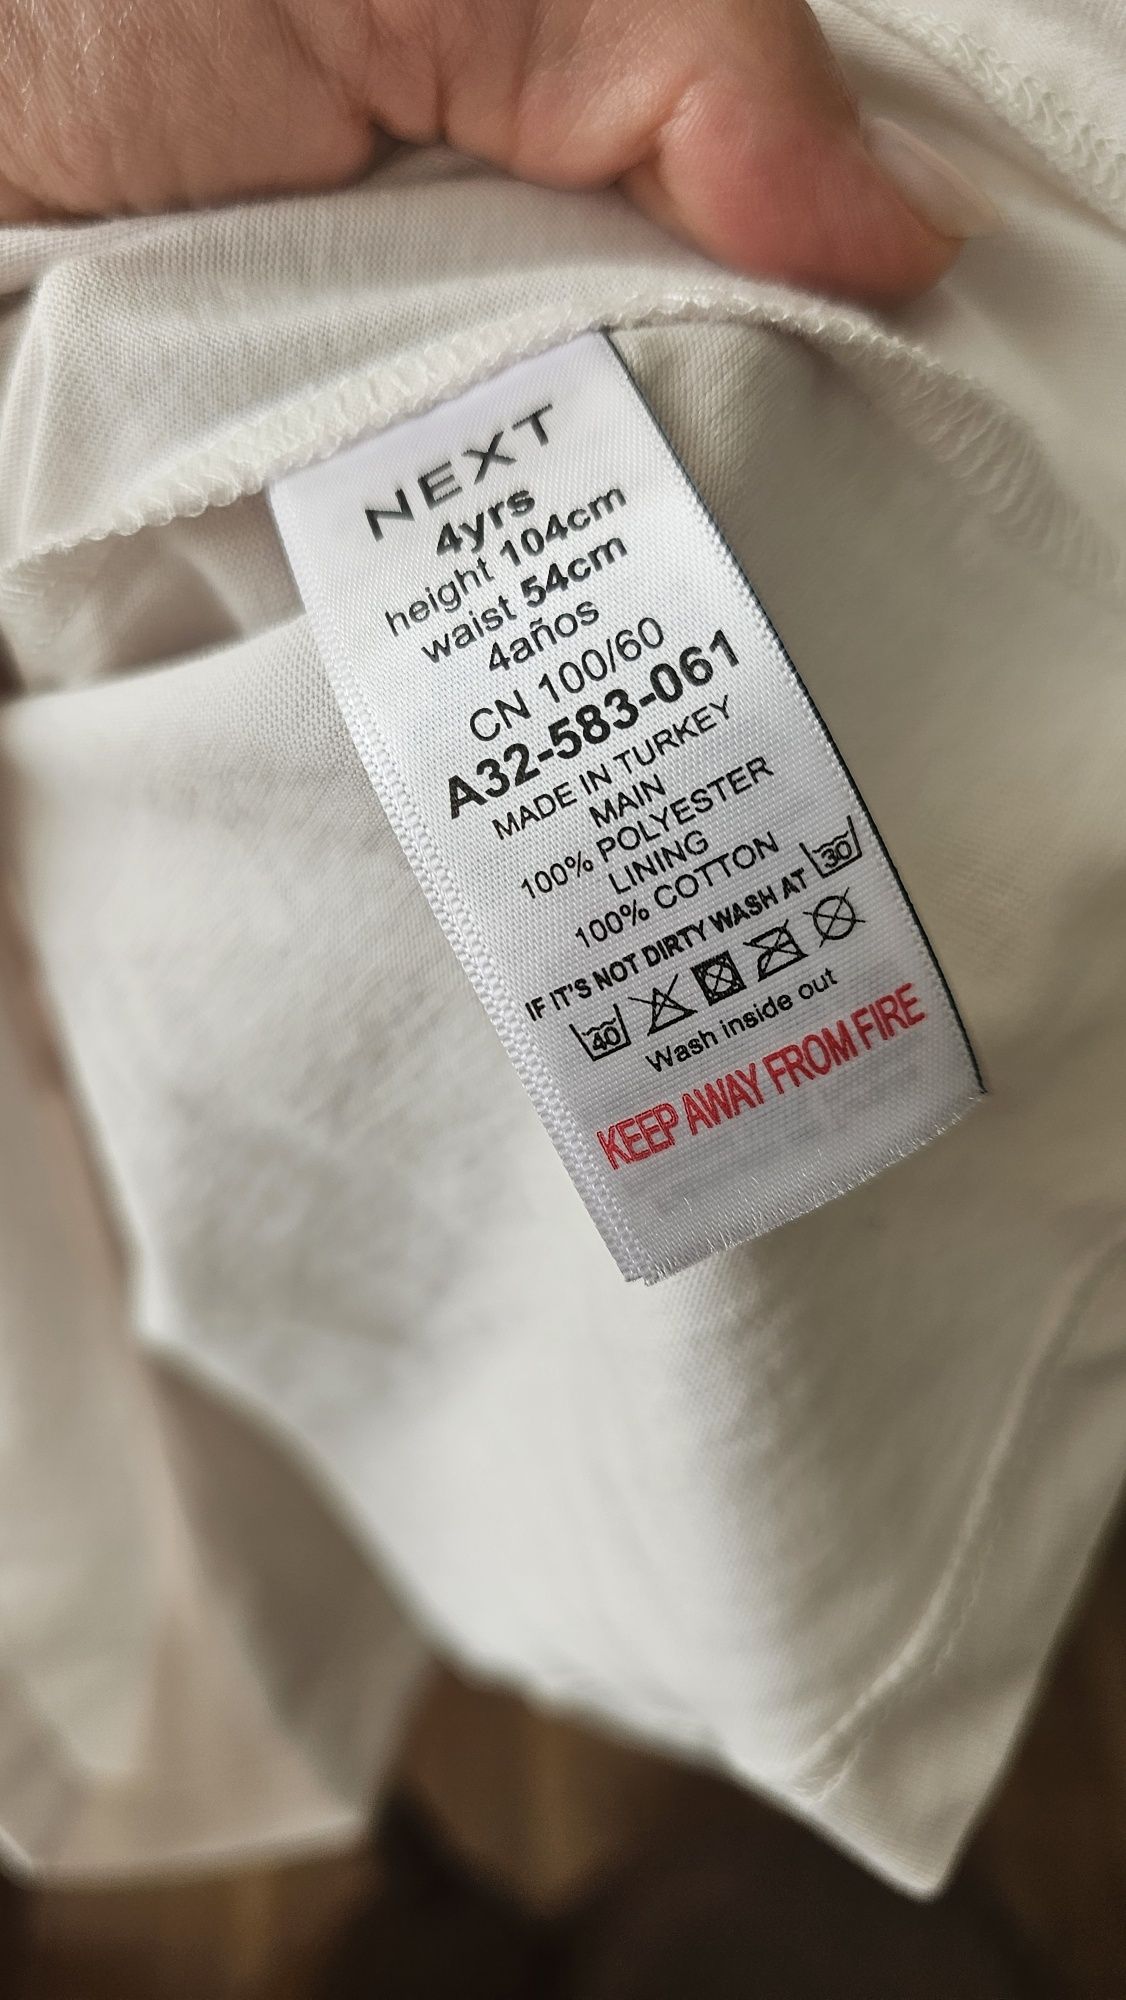 NEXT
4yrs
height 104cm
waist 54cm
4años
CN 100/60
A32-583-061
MADE IN TURKEY
MAIN
100% POLYESTER
LINING
100% COTTON
IF IT'S NOT DIRTY WASH AT 30
40
Wash inside out
KEEP AWAY FROM FIRE